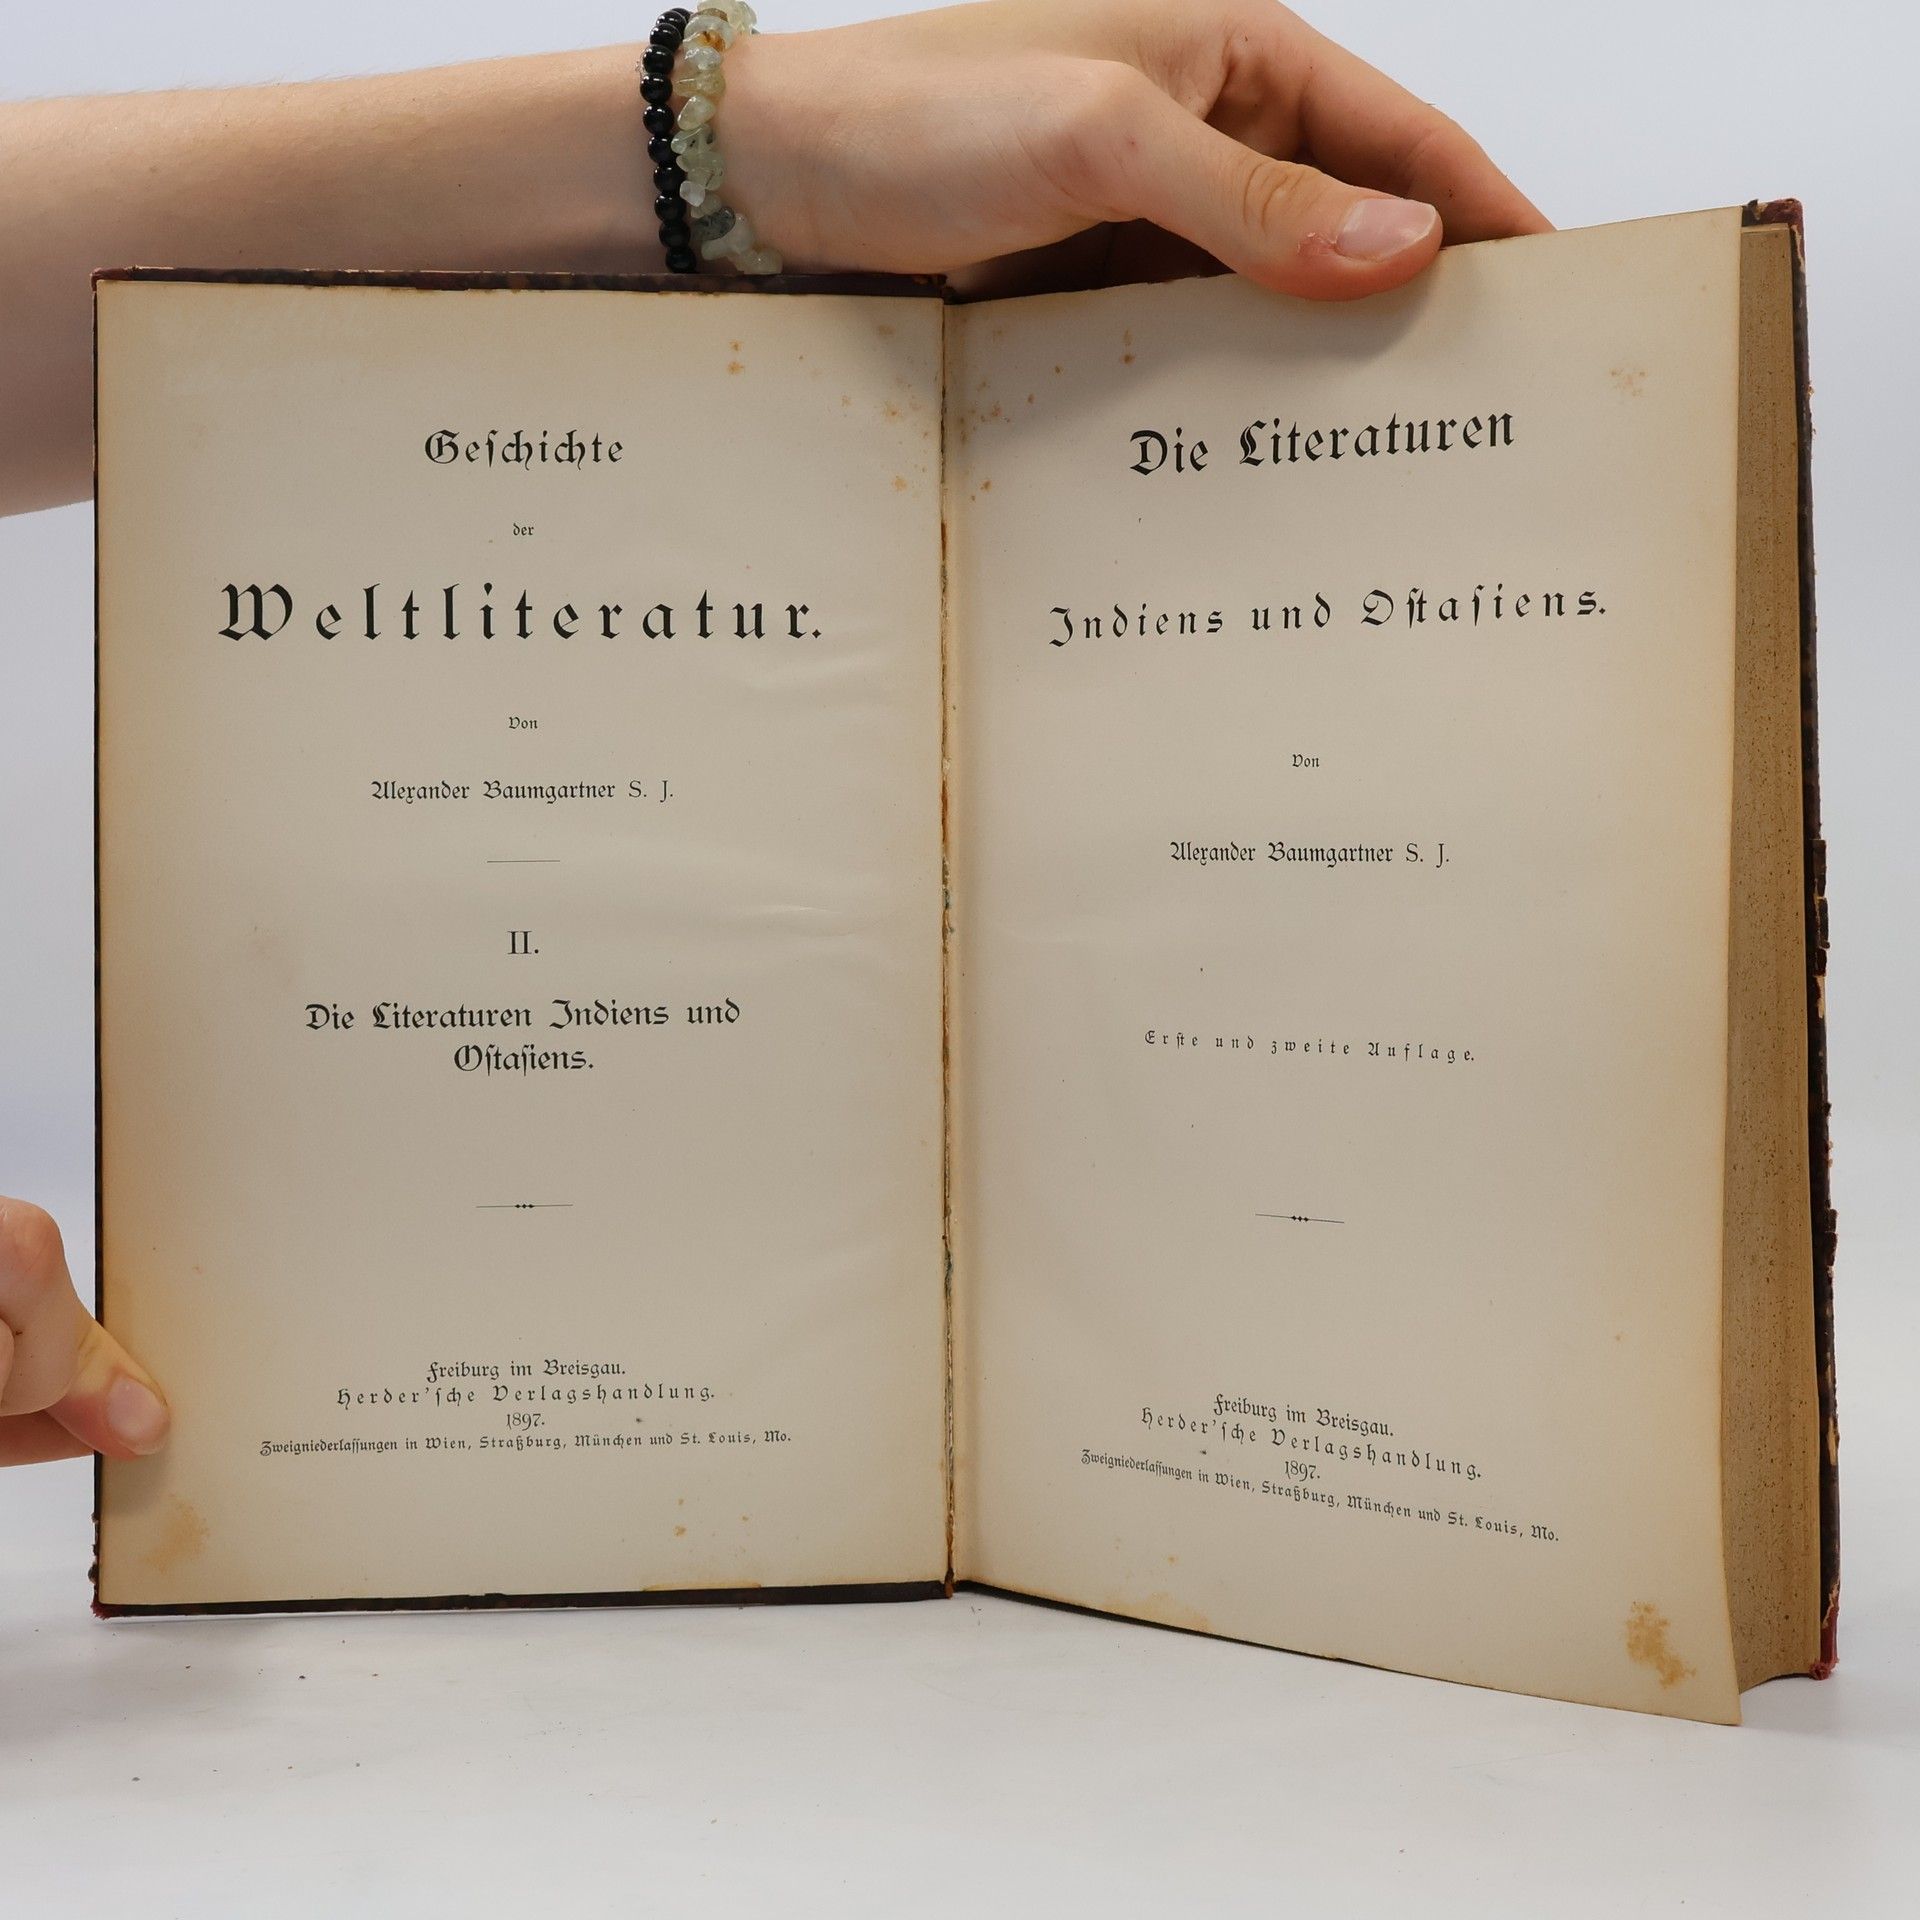 Geſchichte
der
Weltliteratur.
Von
Alexander Baumgartner S. J.
II.
Die Literaturen Indiens und
Oſtaſiens.
Freiburg im Breisgau.
Herder'ſche Verlagshandlung.
1897.
Zweigniederlaſſungen in Wien, Straßburg, München und St. Louis, Mo.
Die Literaturen
Indiens und Oſtaſiens.
Von
Alexander Baumgartner S. J.
Erſte und zweite Auflage.
Freiburg im Breisgau.
Herder'ſche Verlagshandlung.
1897.
Zweigniederlaſſungen in Wien, Straßburg, München und St. Louis, Mo.